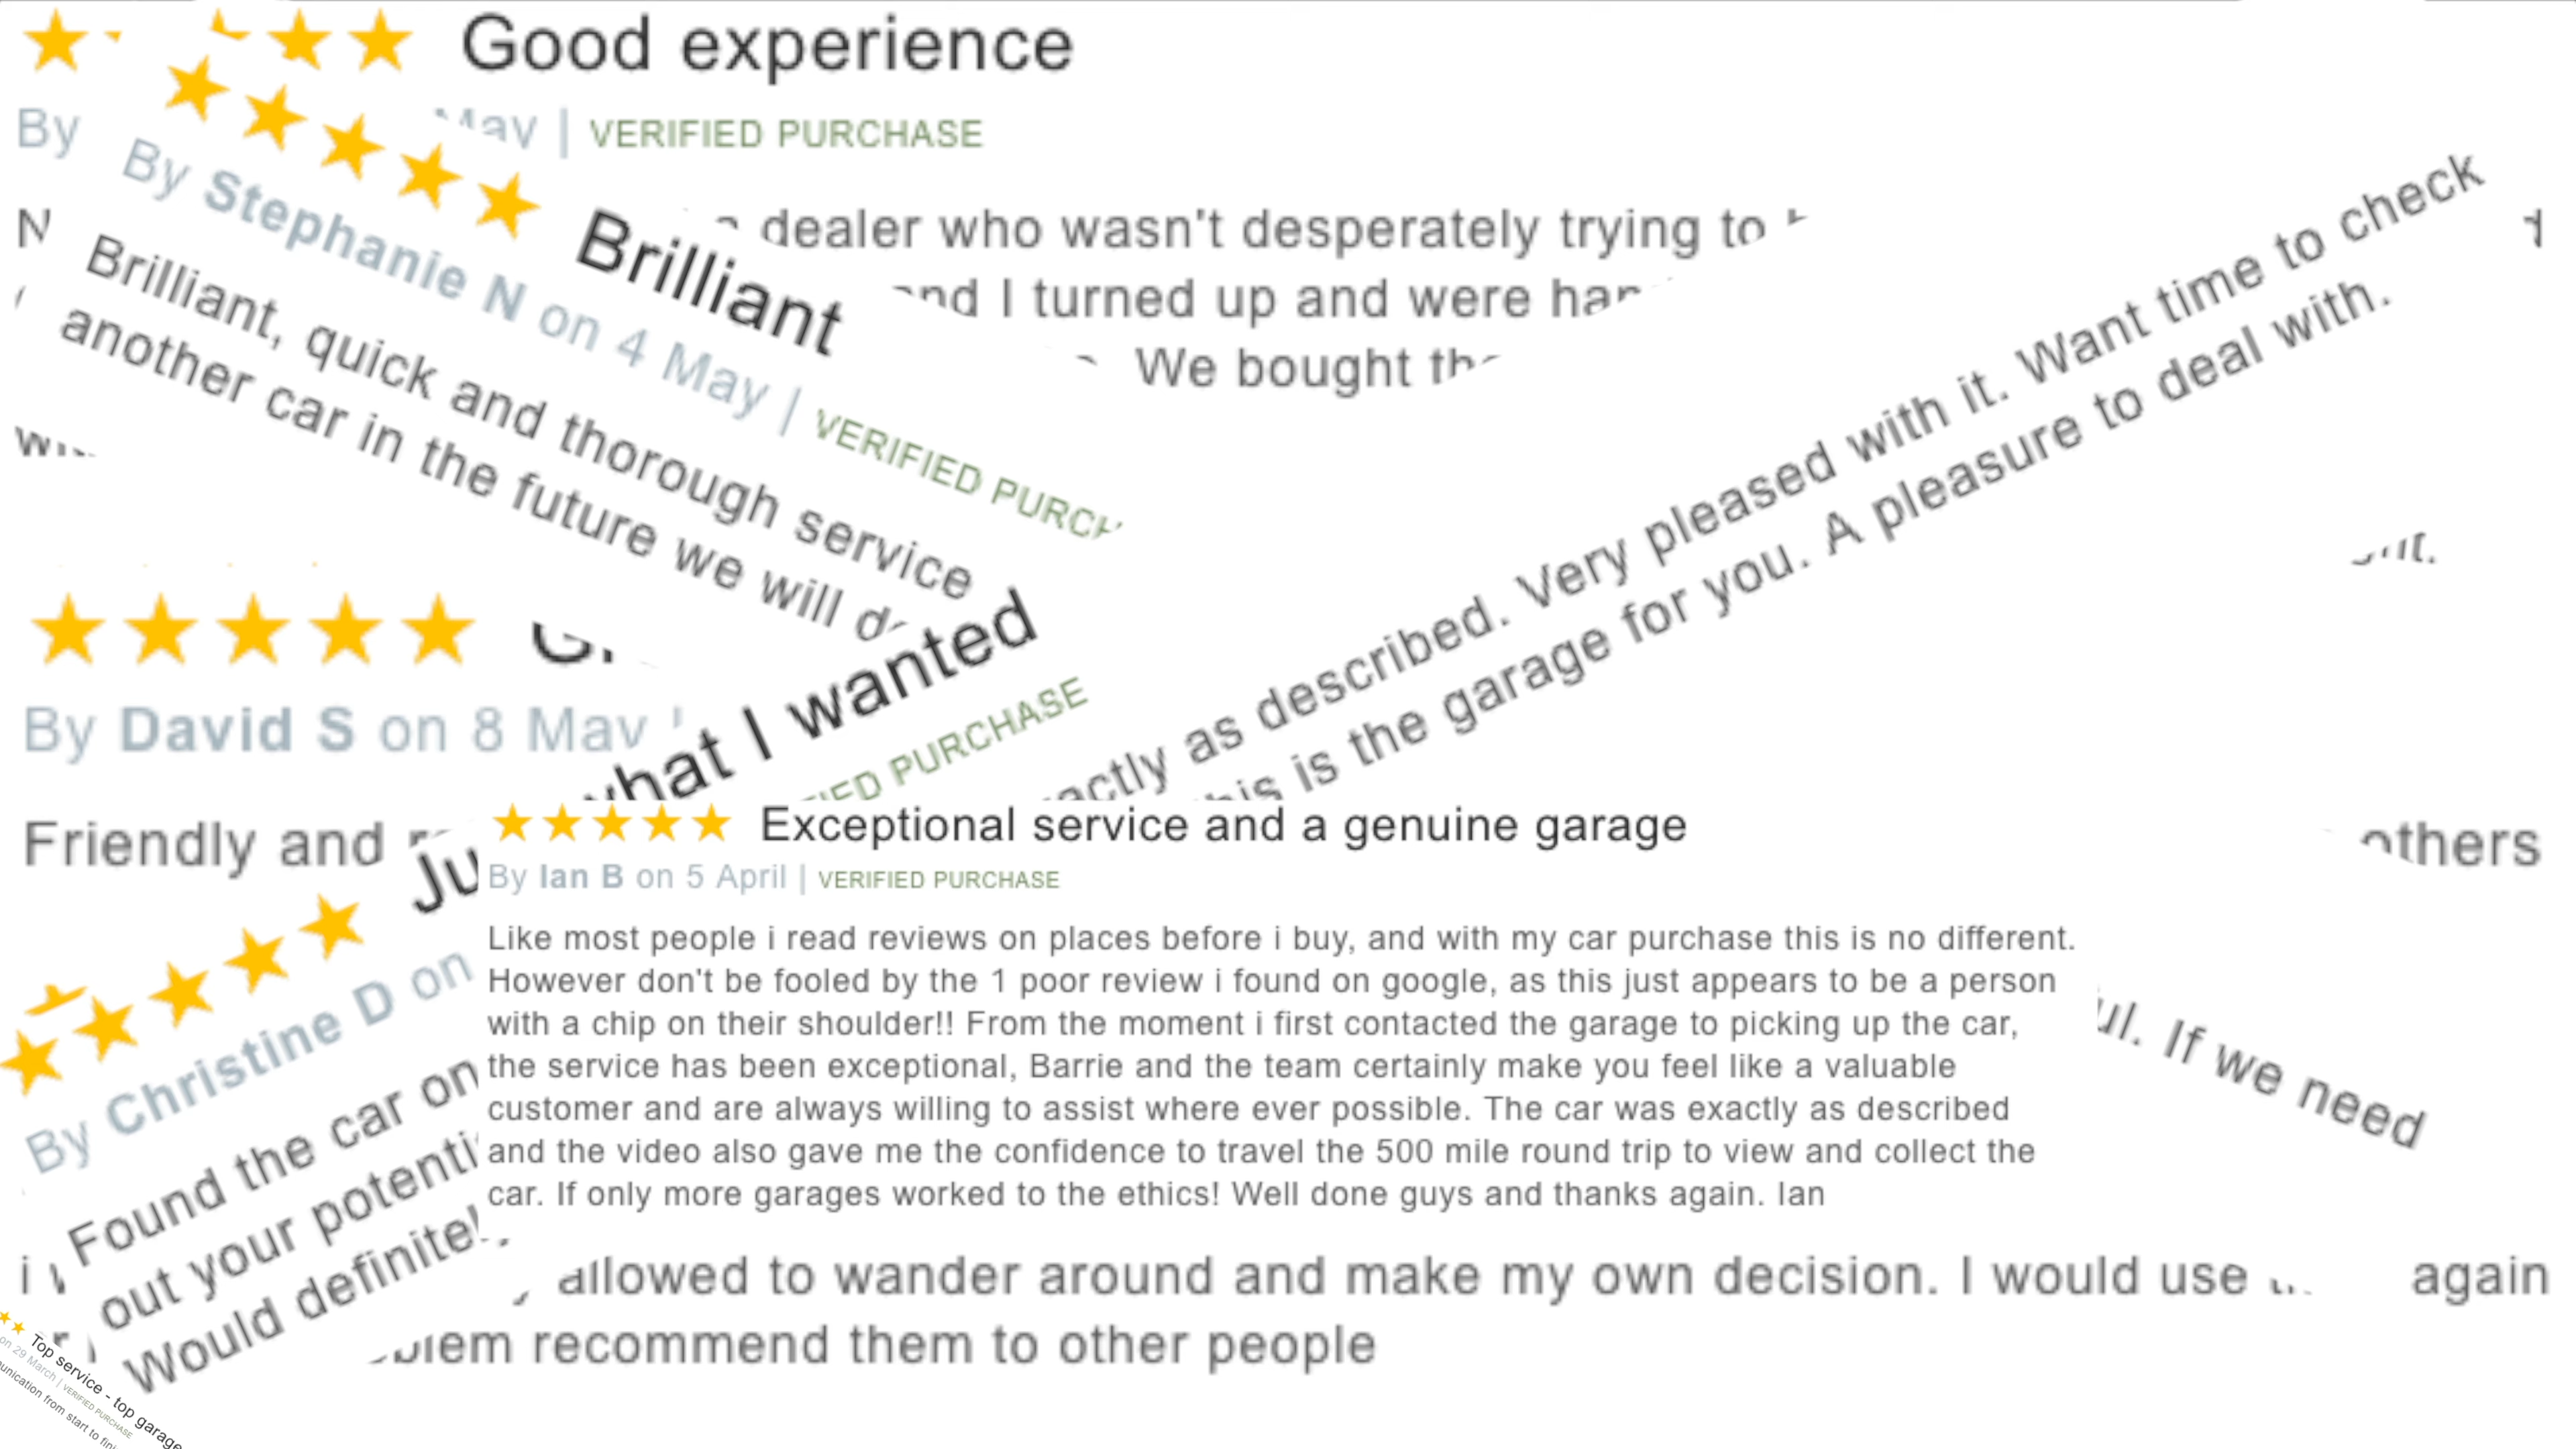 Good experience
By May | VERIFIED PURCHASE
dealer who wasn't desperately trying to
and I turned up and were
We bought
Brilliant
By Stephanie N on 4 May | VERIFIED
Brilliant, quick and thorough service
another car in the future we will
If we need
By David S on 8 May
Friendly and
others
allowed to wander around and make my own decision. I would use again
recommend them to other people
what I wanted
By Christine D on
PURCHASE
Found the car on
as described. Very pleased with it. Want time to check
out your
is the garage for you. A pleasure to deal with.
Would
Exceptional service and a genuine garage
By Ian B on 5 April | VERIFIED PURCHASE
Like most people i read reviews on places before i buy, and with my car purchase this is no different.
However don't be fooled by the 1 poor review i found on google, as this just appears to be a person
with a chip on their shoulder!! From the moment i first contacted the garage to picking up the car,
the service has been exceptional, Barrie and the team certainly make you feel like a valuable
customer and are always willing to assist where ever possible. The car was exactly as described
and the video also gave me the confidence to travel the 500 mile round trip to view and collect the
car. If only more garages worked to the ethics! Well done guys and thanks again. Ian
Top service - top garage
on 29 March | VERIFIED PURCHASE
from start to